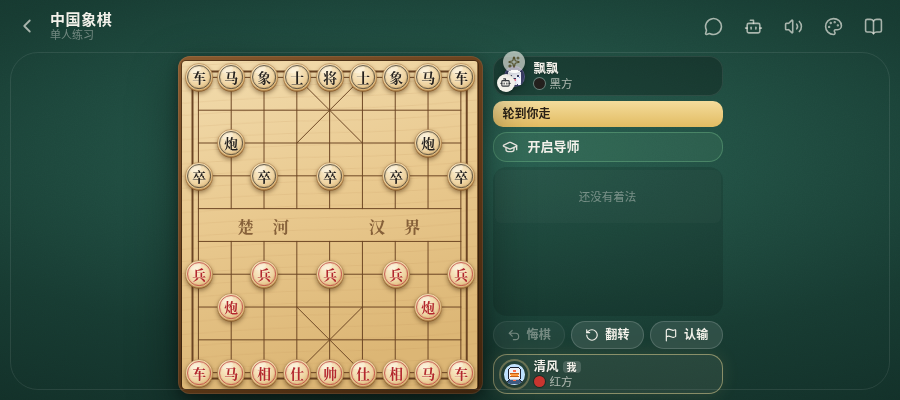 中国象棋
单人练习
车 马 象 士 将 士 象 马 车
炮 炮
卒 卒 卒 卒 卒
楚 河 汉 界
兵 兵 兵 兵 兵
炮 炮
车 马 相 仕 帅 仕 相 马 车
飘飘
黑方
轮到你走
开启导师
还没有着法
悔棋 翻转 认输
清风 我
红方